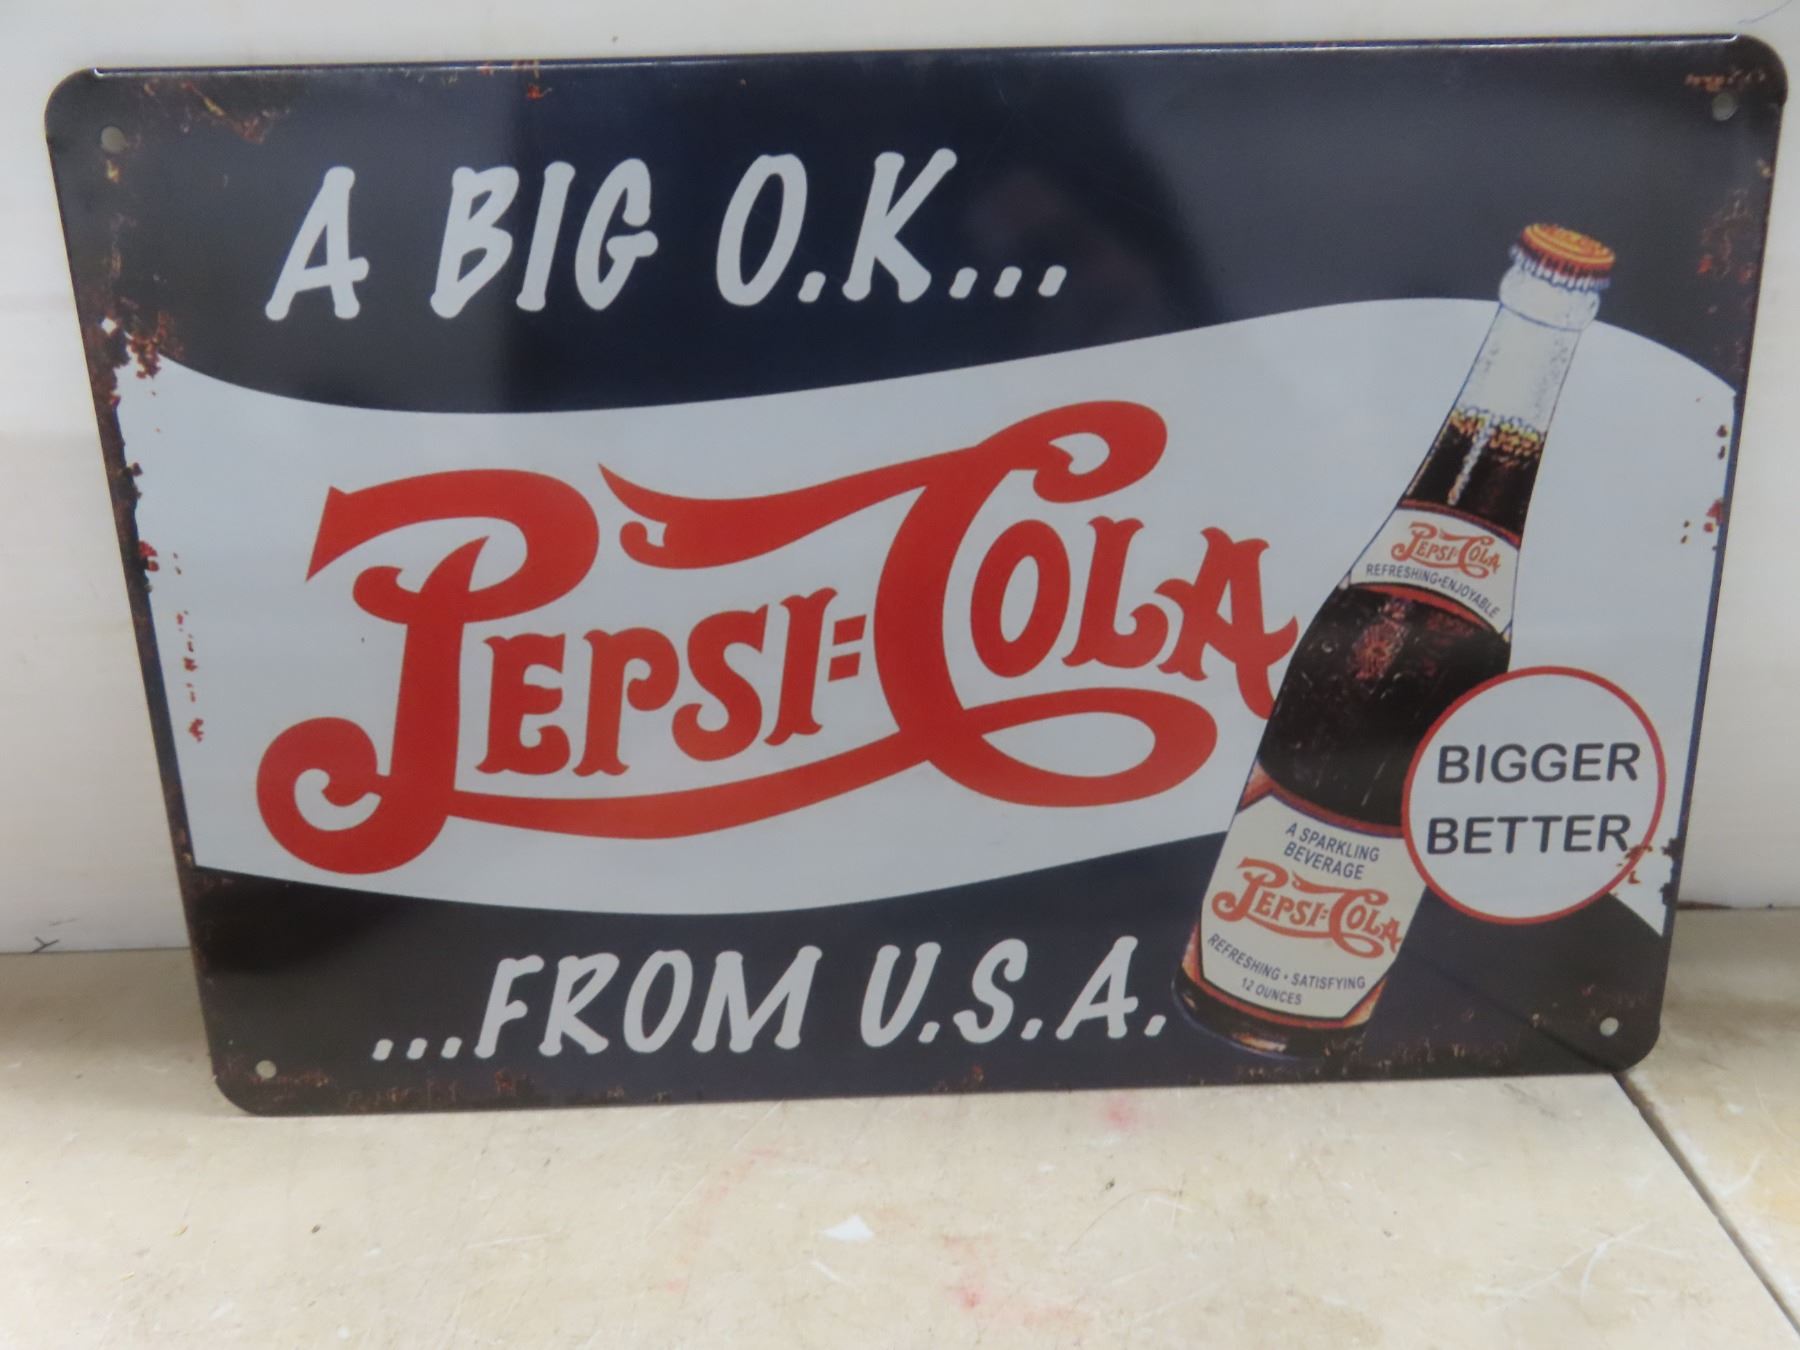 A BIG O.K...
PEPSI=COLA
PEPSI=COLA
REFRESHING•ENJOYABLE
BIGGER
BETTER
A SPARKLING
BEVERAGE
PEPSI=COLA
REFRESHING • SATISFYING
12 OUNCES
...FROM U.S.A.